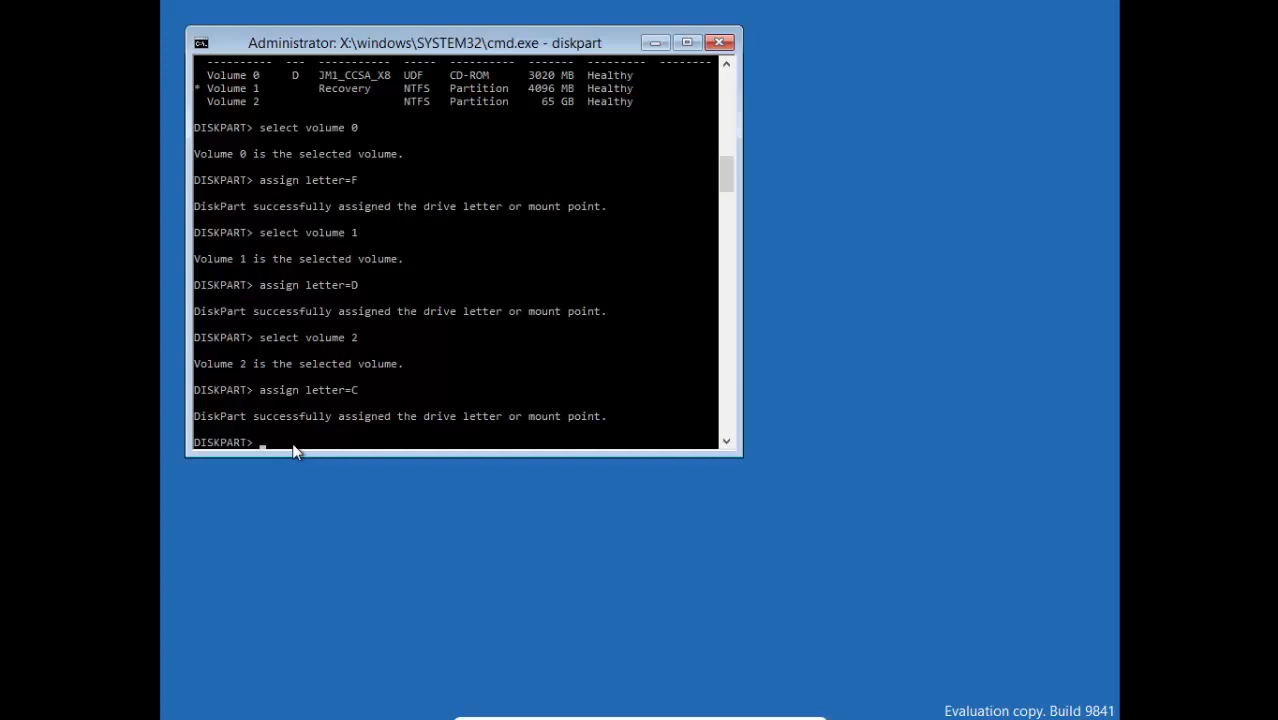 Administrator: X:\windows\SYSTEM32\cmd.exe - diskpart
---------- --- ----------- ----- ---------- ------- --------- --------
Volume 0 D JM1_CCSA_X8 UDF CD-ROM 3020 MB Healthy
* Volume 1 Recovery NTFS Partition 4096 MB Healthy
Volume 2 NTFS Partition 65 GB Healthy
DISKPART> select volume 0
Volume 0 is the selected volume.
DISKPART> assign letter=F
DiskPart successfully assigned the drive letter or mount point.
DISKPART> select volume 1
Volume 1 is the selected volume.
DISKPART> assign letter=D
DiskPart successfully assigned the drive letter or mount point.
DISKPART> select volume 2
Volume 2 is the selected volume.
DISKPART> assign letter=C
DiskPart successfully assigned the drive letter or mount point.
DISKPART> _
Evaluation copy. Build 9841